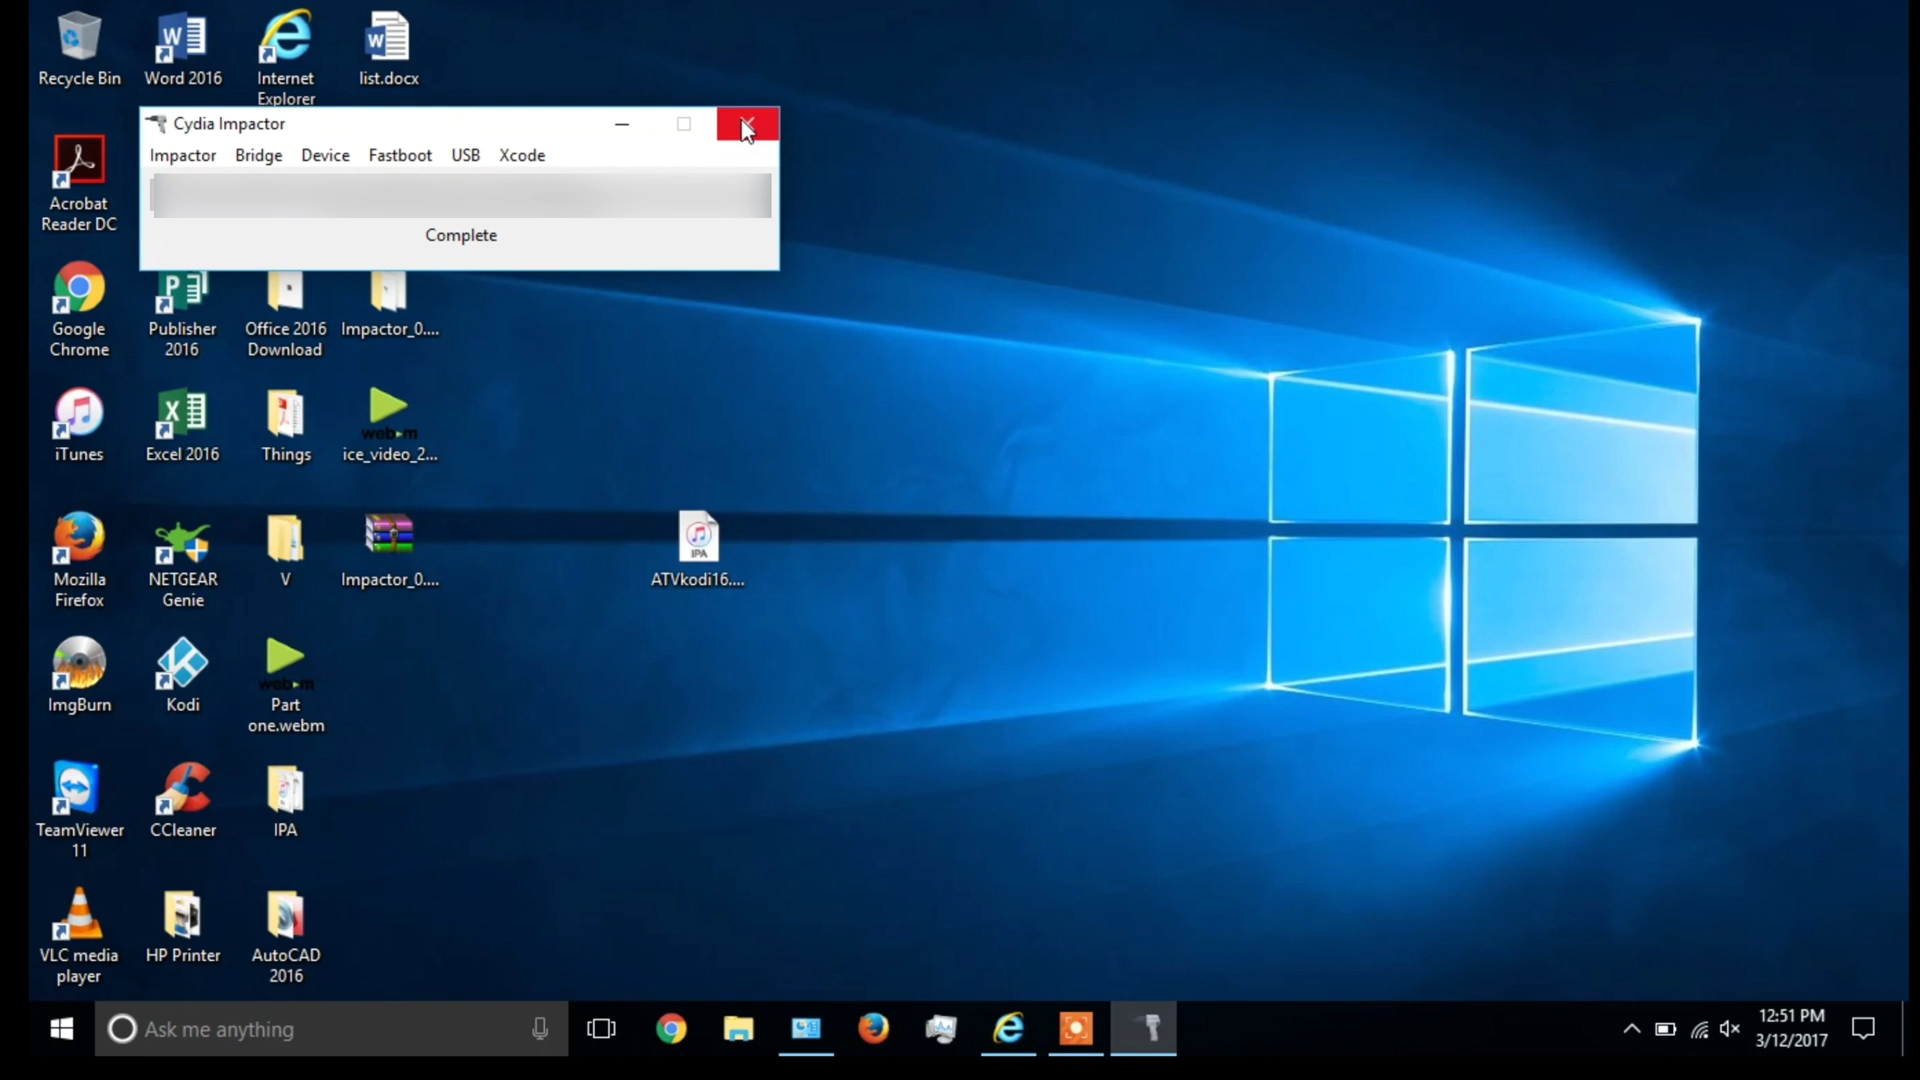 Recycle Bin
Word 2016
Internet
Explorer
list.docx
Cydia Impactor
Impactor Bridge Device Fastboot USB Xcode
Complete
Acrobat
Reader DC
Google
Chrome
Publisher
2016
Office 2016
Download
Impactor_0....
iTunes
Excel 2016
Things
web m
ice_video_2...
IPA
Mozilla
Firefox
NETGEAR
Genie
V
Impactor_0....
ATVkodi16....
ImgBurn
Kodi
web m
Part
one.webm
TeamViewer
11
CCleaner
IPA
VLC media
player
HP Printer
AutoCAD
2016
Ask me anything
12:51 PM
3/12/2017